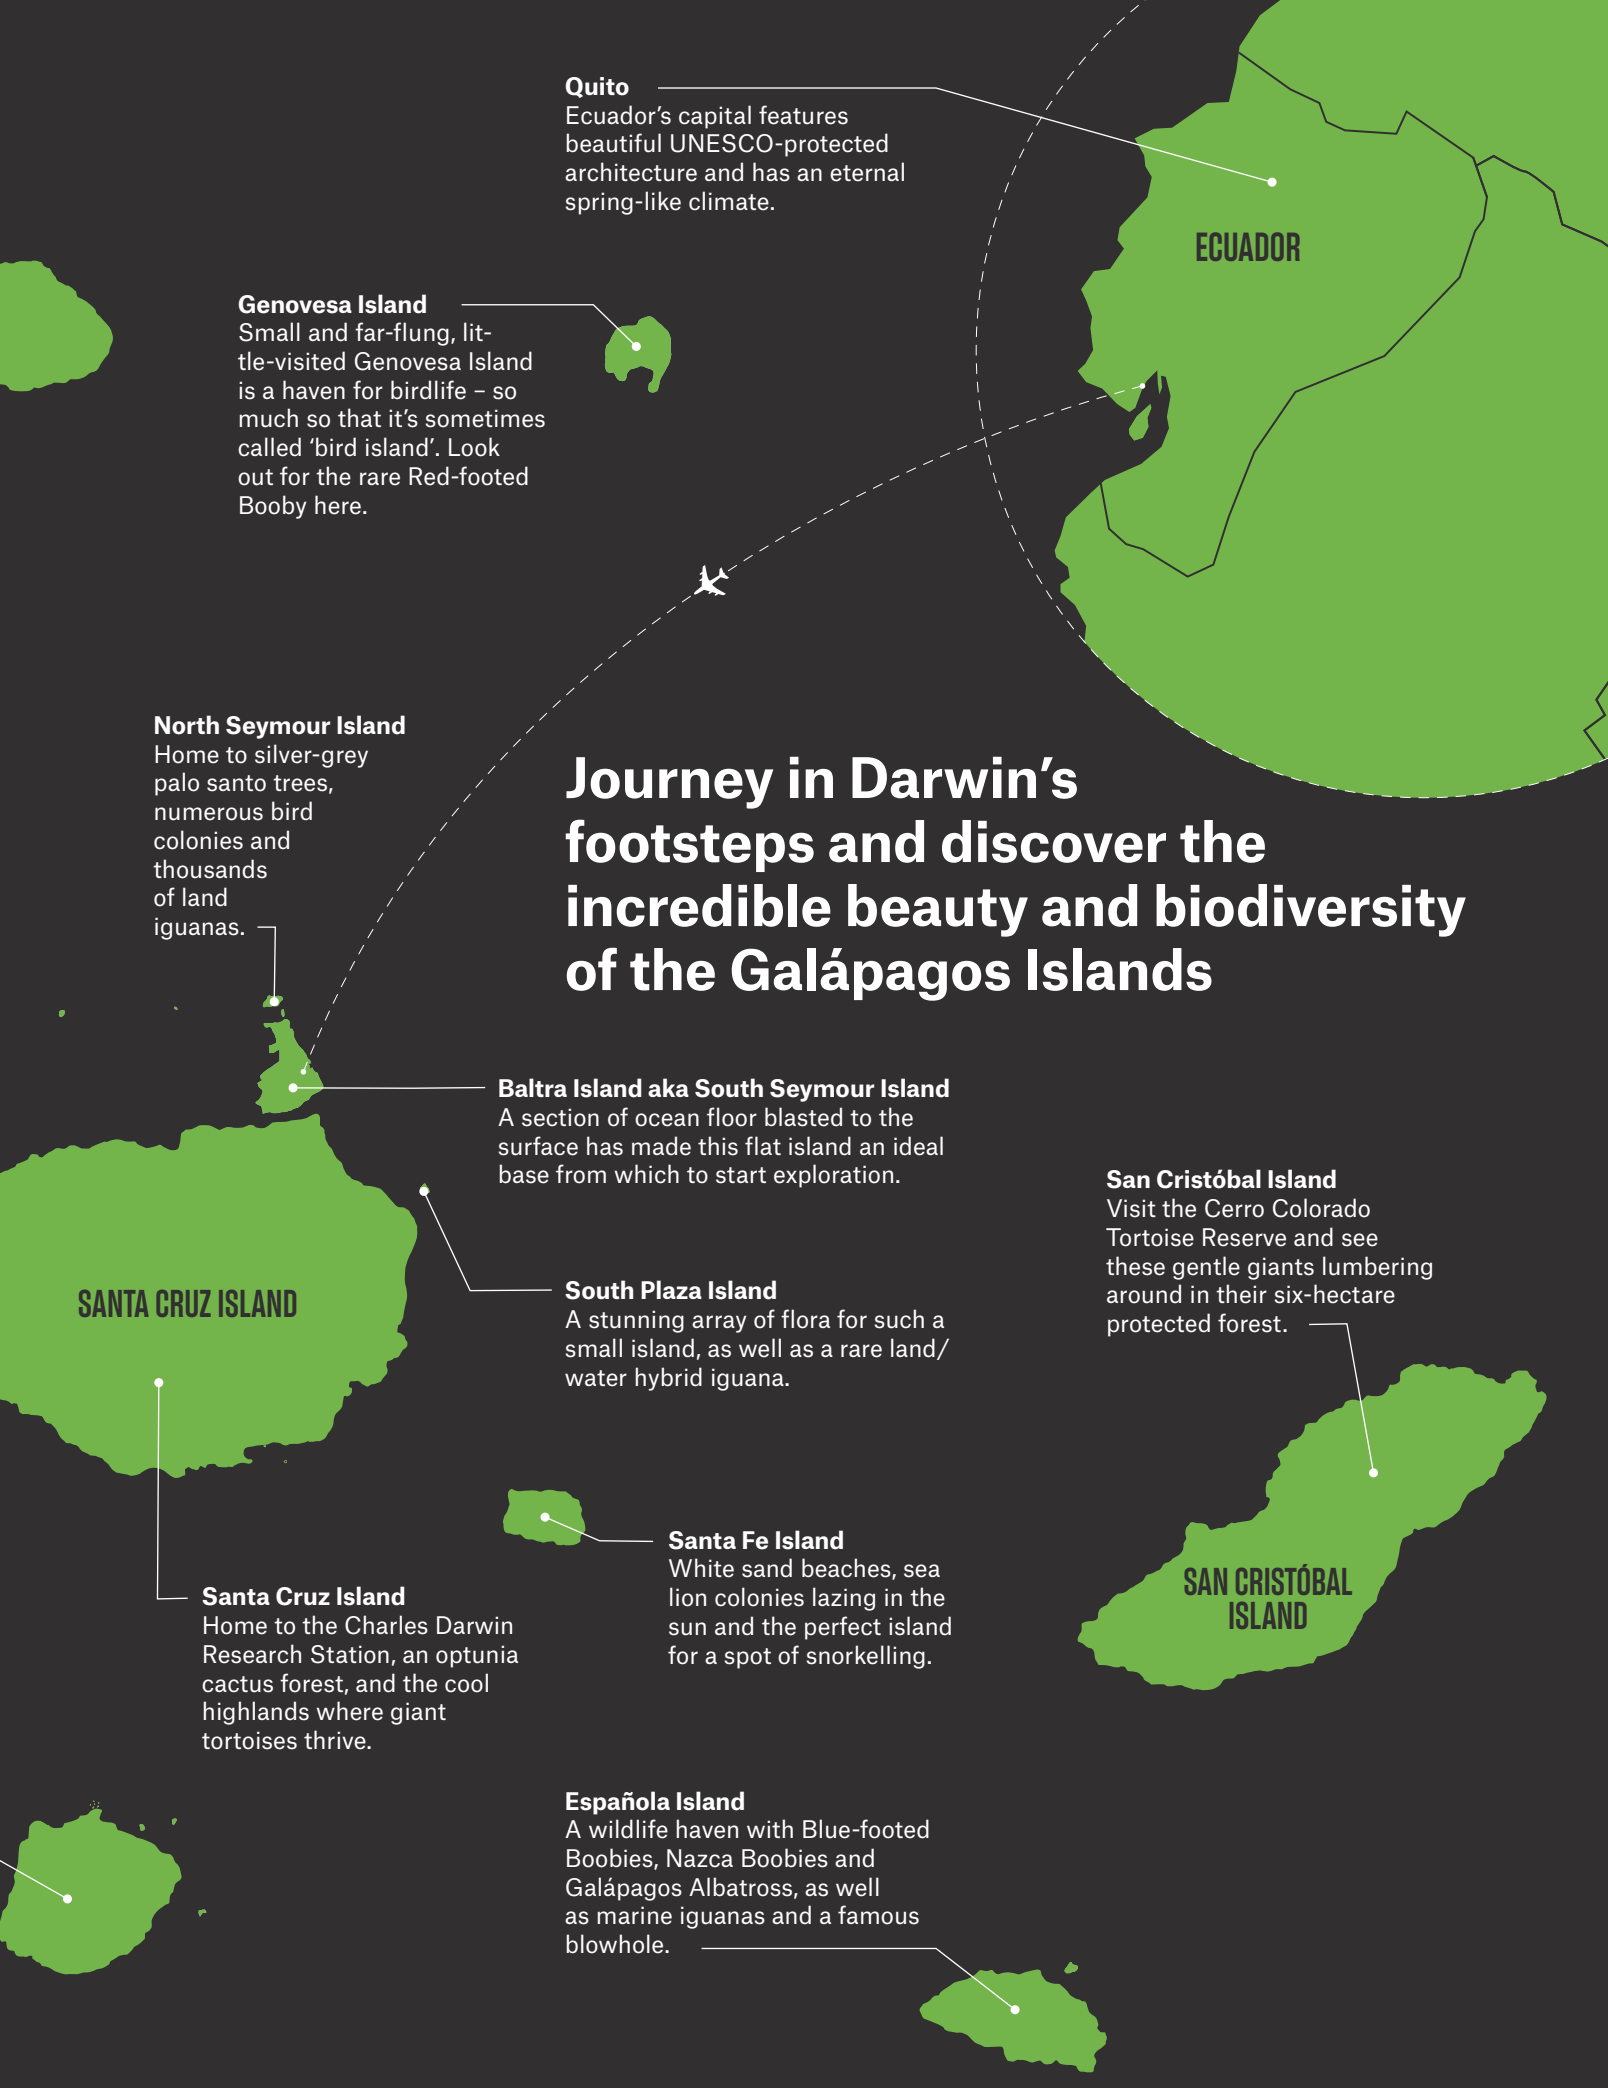 Quito
Ecuador’s capital features
beautiful UNESCO-protected
architecture and has an eternal
spring-like climate.
ECUADOR
Genovesa Island
Small and far-flung, lit-
tle-visited Genovesa Island
is a haven for birdlife – so
much so that it’s sometimes
called ‘bird island’. Look
out for the rare Red-footed
Booby here.
North Seymour Island
Home to silver-grey
palo santo trees,
numerous bird
colonies and
thousands
of land
iguanas.
Journey in Darwin’s
footsteps and discover the
incredible beauty and biodiversity
of the Galápagos Islands
Baltra Island aka South Seymour Island
A section of ocean floor blasted to the
surface has made this flat island an ideal
base from which to start exploration.
San Cristóbal Island
Visit the Cerro Colorado
Tortoise Reserve and see
these gentle giants lumbering
around in their six-hectare
protected forest.
SANTA CRUZ ISLAND
South Plaza Island
A stunning array of flora for such a
small island, as well as a rare land/
water hybrid iguana.
Santa Fe Island
White sand beaches, sea
lion colonies lazing in the
sun and the perfect island
for a spot of snorkelling.
SAN CRISTÓBAL
ISLAND
Santa Cruz Island
Home to the Charles Darwin
Research Station, an optunia
cactus forest, and the cool
highlands where giant
tortoises thrive.
Española Island
A wildlife haven with Blue-footed
Boobies, Nazca Boobies and
Galápagos Albatross, as well
as marine iguanas and a famous
blowhole.